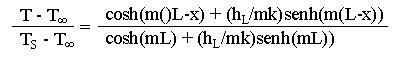 T - T∞ = cosh(m()L-x) + (hL/mk)senh(m(L-x))
TS - T∞ cosh(mL) + (hL/mk)senh(mL))